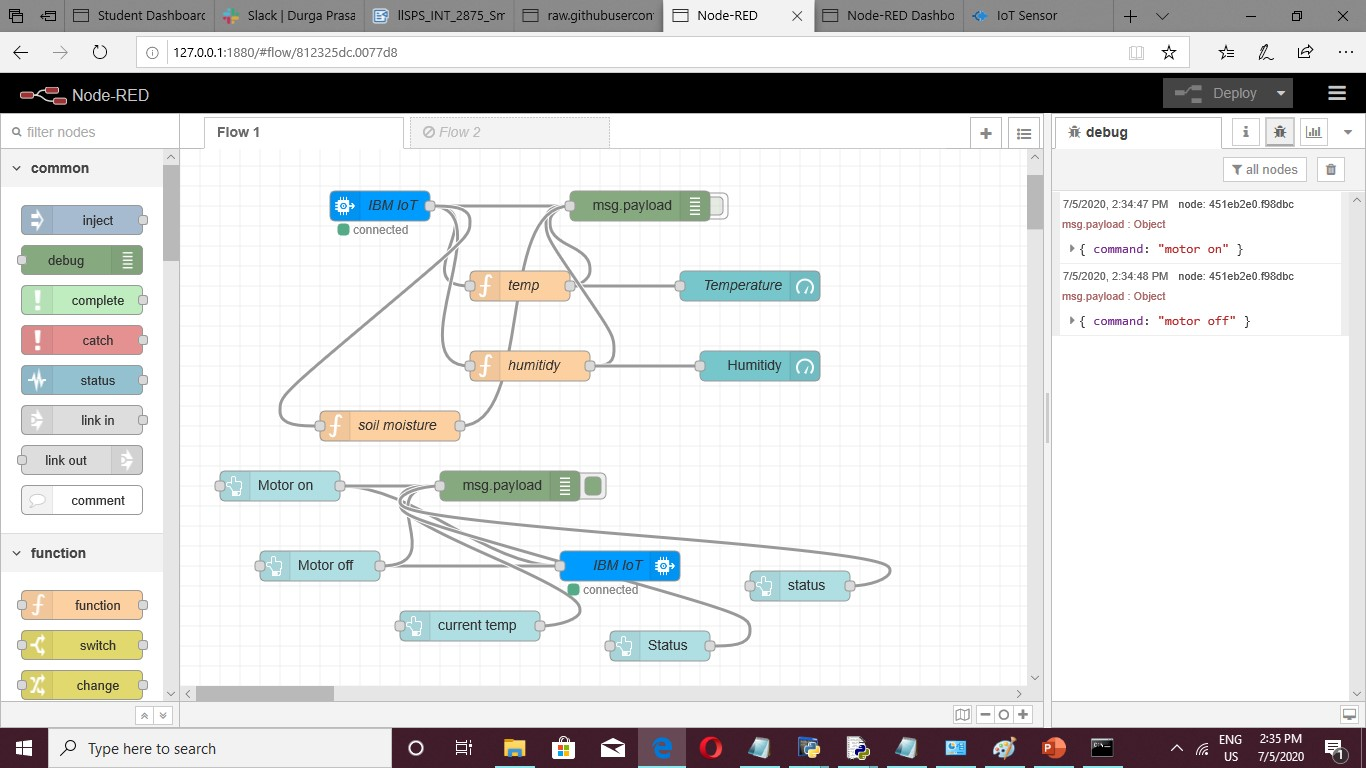 Student Dashboard
Slack | Durga Prasa
llSPS_INT_2875_Sm
raw.githubusercon
Node-RED
Node-RED Dashbo
IoT Sensor
127.0.0.1:1880/#flow/812325dc.0077d8
Node-RED
Deploy
filter nodes
Flow 1
Flow 2
debug
i
all nodes
common
inject
debug
complete
catch
status
link in
link out
comment
function
function
switch
change
IBM IoT
connected
msg.payload
temp
Temperature
humitidy
Humitidy
soil moisture
Motor on
msg.payload
Motor off
IBM IoT
connected
status
current temp
Status
7/5/2020, 2:34:47 PM node: 451eb2e0.f98dbc
msg.payload : Object
{ command: "motor on" }
7/5/2020, 2:34:48 PM node: 451eb2e0.f98dbc
msg.payload : Object
{ command: "motor off" }
Type here to search
ENG
US
2:35 PM
7/5/2020
1